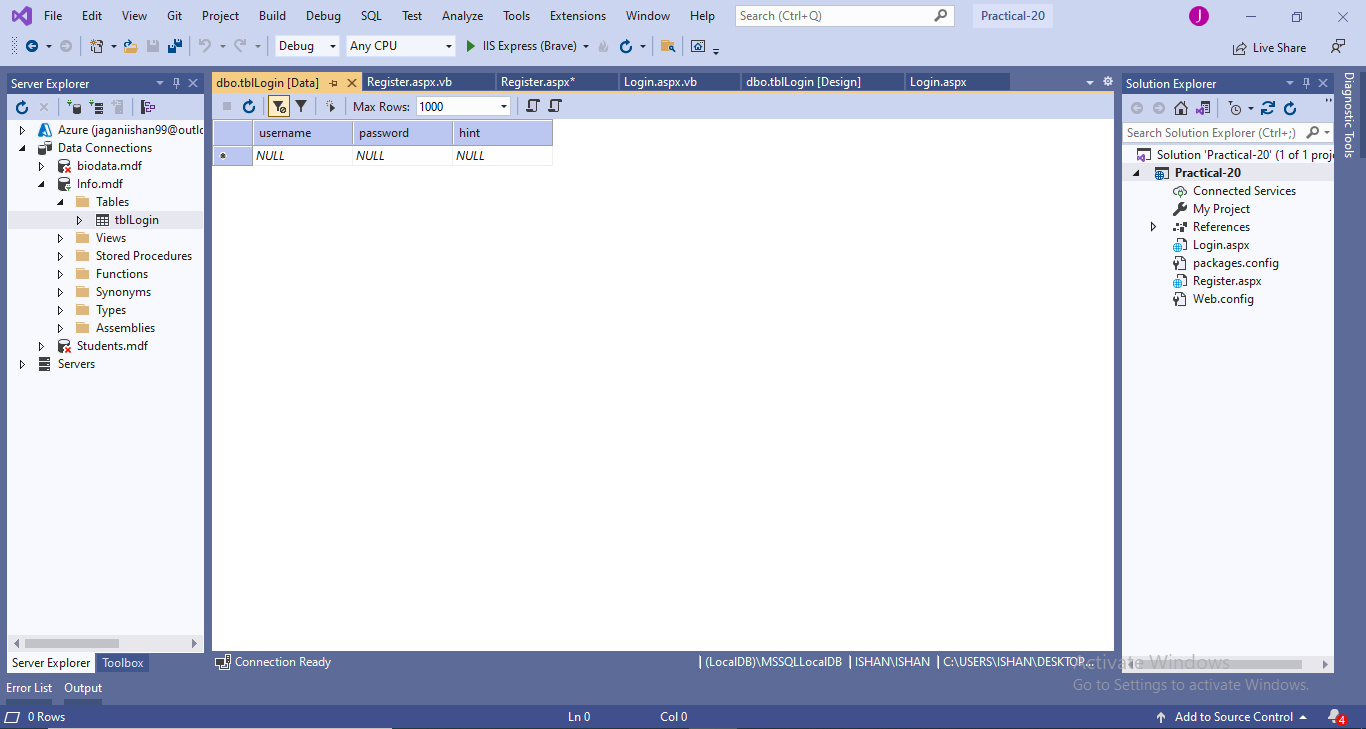 File Edit View Git Project Build Debug SQL Test Analyze Tools Extensions Window Help Search (Ctrl+Q) Practical-20 J
Debug Any CPU IIS Express (Brave) Live Share
Server Explorer
Azure (jaganiishan99@outlo
Data Connections
biodata.mdf
Info.mdf
Tables
tblLogin
Views
Stored Procedures
Functions
Synonyms
Types
Assemblies
Students.mdf
Servers
Server Explorer Toolbox
dbo.tblLogin [Data] Register.aspx.vb Register.aspx* Login.aspx.vb dbo.tblLogin [Design] Login.aspx
Max Rows: 1000
username password hint
NULL NULL NULL
Connection Ready (LocalDB)\MSSQLLocalDB ISHAN\ISHAN C:\USERS\ISHAN\DESKTOP...
Solution Explorer
Search Solution Explorer (Ctrl+;)
Solution 'Practical-20' (1 of 1 proje
Practical-20
Connected Services
My Project
References
Login.aspx
packages.config
Register.aspx
Web.config
Diagnostic Tools
Activate Windows
Go to Settings to activate Windows.
Error List Output
0 Rows Ln 0 Col 0 Add to Source Control 4